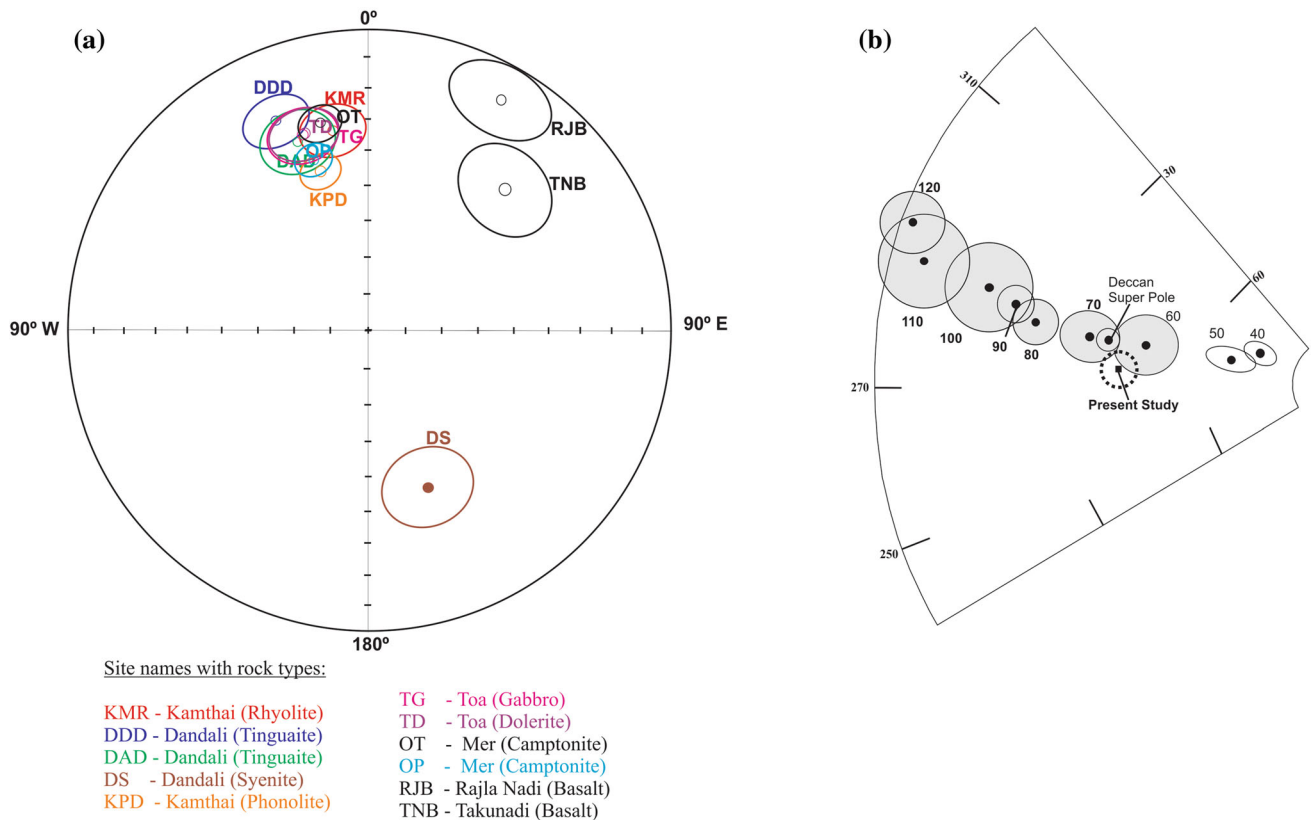 (a)
0º
DDD
KMR
OT
TD
TG
OP
DAD
KPD
RJB
TNB
90º W
90º E
DS
180º
Site names with rock types:
KMR - Kamthai (Rhyolite)
DDD - Dandali (Tinguaite)
DAD - Dandali (Tinguaite)
DS - Dandali (Syenite)
KPD - Kamthai (Phonolite)
TG - Toa (Gabbro)
TD - Toa (Dolerite)
OT - Mer (Camptonite)
OP - Mer (Camptonite)
RJB - Rajla Nadi (Basalt)
TNB - Takunadi (Basalt)
(b)
310
30
120
60
Deccan
Super Pole
70
60
50
40
110
100
90
80
270
Present Study
250